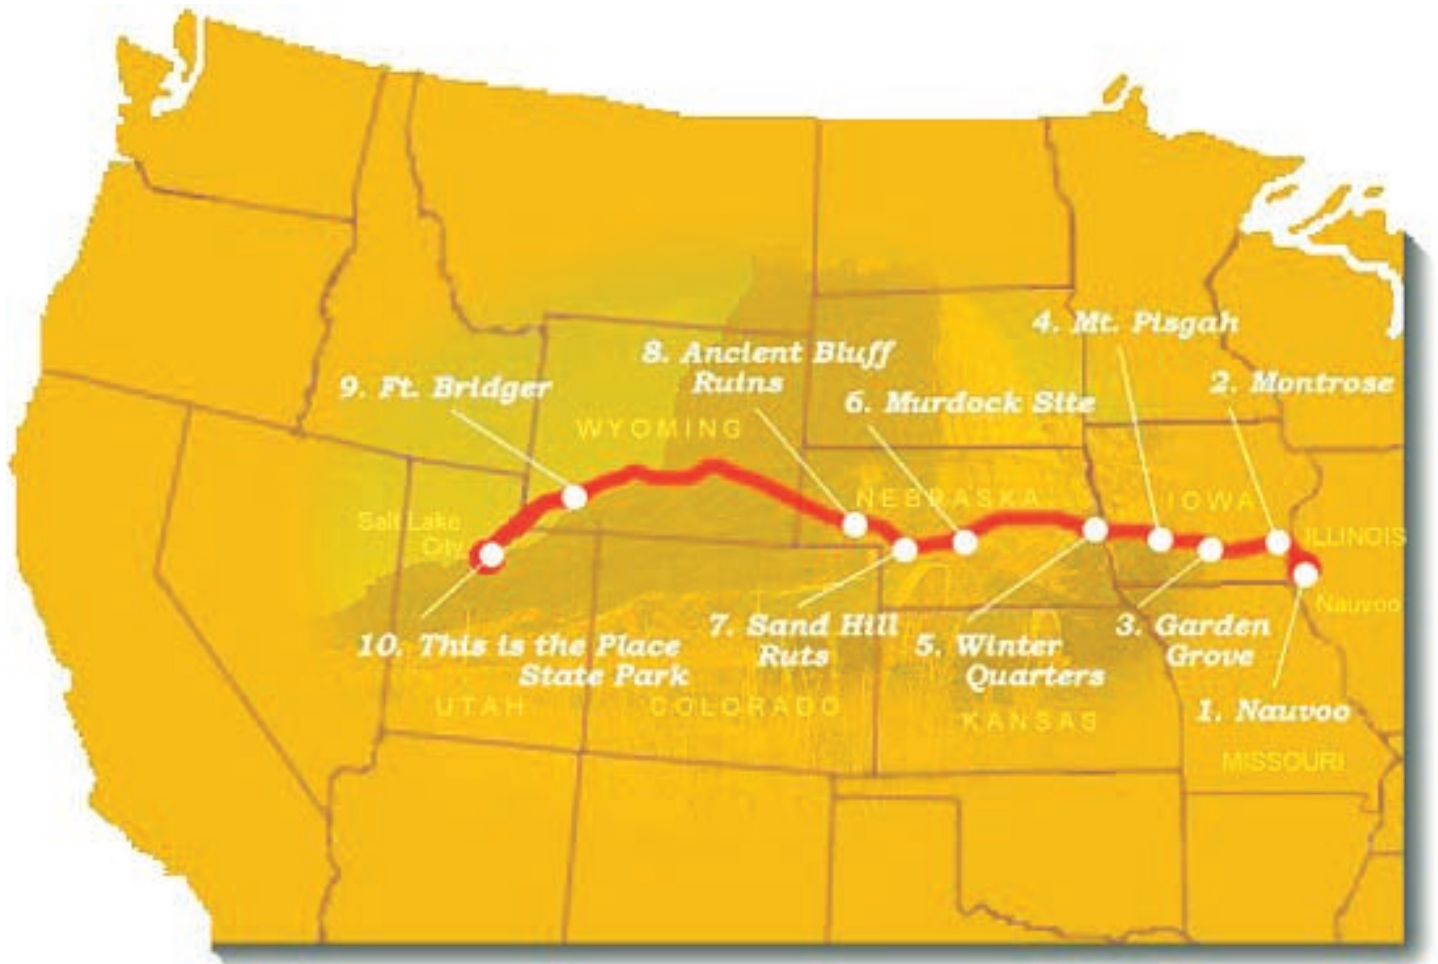 4. Mt. Pisgah
8. Ancient Bluff
Ruins
2. Montrose
9. Ft. Bridger
6. Murdock Site
WYOMING
NEBRASKA
IOWA
Salt Lake
City
ILLINOIS
Nauvoo
7. Sand Hill
Ruts
3. Garden
Grove
10. This is the Place
State Park
5. Winter
Quarters
UTAH
COLORADO
KANSAS
1. Nauvoo
MISSOURI